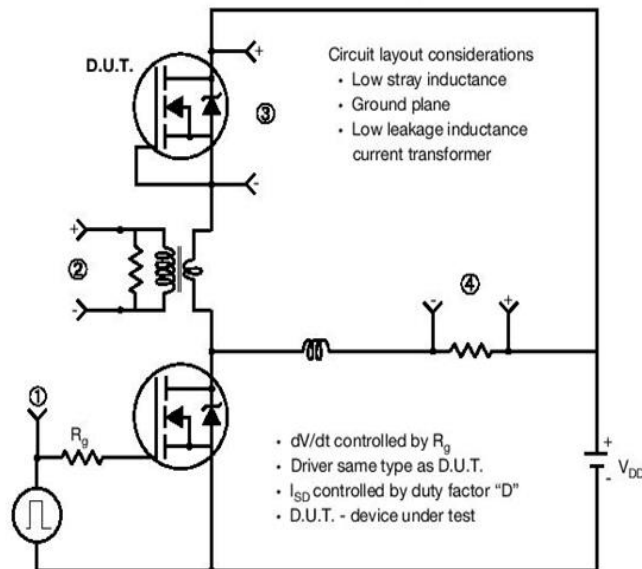 D.U.T.
+
-
③
Circuit layout considerations
• Low stray inductance
• Ground plane
• Low leakage inductance
current transformer
+
②
-
④
-
+
①
Rg
• dV/dt controlled by Rg
• Driver same type as D.U.T.
• ISD controlled by duty factor “D”
• D.U.T. - device under test
+
-
VDD